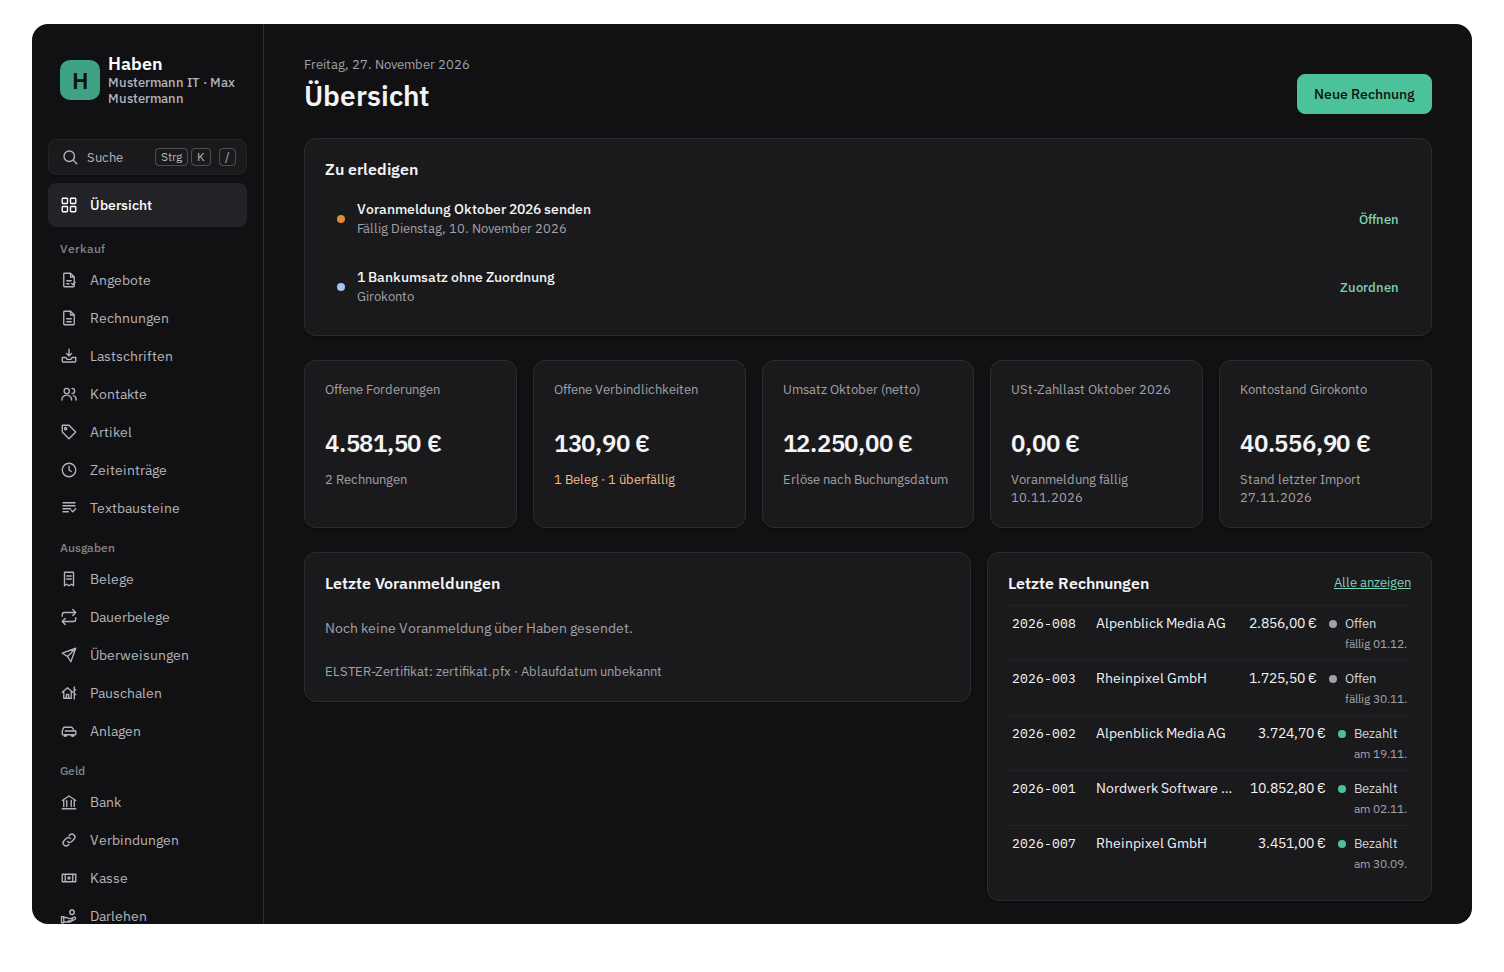 H
Haben
Mustermann IT · Max
Mustermann
Suche Strg K /
Übersicht
Verkauf
Angebote
Rechnungen
Lastschriften
Kontakte
Artikel
Zeiteinträge
Textbausteine
Ausgaben
Belege
Dauerbelege
Überweisungen
Pauschalen
Anlagen
Geld
Bank
Verbindungen
Kasse
Darlehen
Freitag, 27. November 2026
Übersicht
Neue Rechnung
Zu erledigen
Voranmeldung Oktober 2026 senden
Fällig Dienstag, 10. November 2026
Öffnen
1 Bankumsatz ohne Zuordnung
Girokonto
Zuordnen
Offene Forderungen
4.581,50 €
2 Rechnungen
Offene Verbindlichkeiten
130,90 €
1 Beleg · 1 überfällig
Umsatz Oktober (netto)
12.250,00 €
Erlöse nach Buchungsdatum
USt-Zahllast Oktober 2026
0,00 €
Voranmeldung fällig
10.11.2026
Kontostand Girokonto
40.556,90 €
Stand letzter Import
27.11.2026
Letzte Voranmeldungen
Noch keine Voranmeldung über Haben gesendet.
ELSTER-Zertifikat: zertifikat.pfx · Ablaufdatum unbekannt
Letzte Rechnungen Alle anzeigen
2026-008 Alpenblick Media AG 2.856,00 € Offen
fällig 01.12.
2026-003 Rheinpixel GmbH 1.725,50 € Offen
fällig 30.11.
2026-002 Alpenblick Media AG 3.724,70 € Bezahlt
am 19.11.
2026-001 Nordwerk Software ... 10.852,80 € Bezahlt
am 02.11.
2026-007 Rheinpixel GmbH 3.451,00 € Bezahlt
am 30.09.